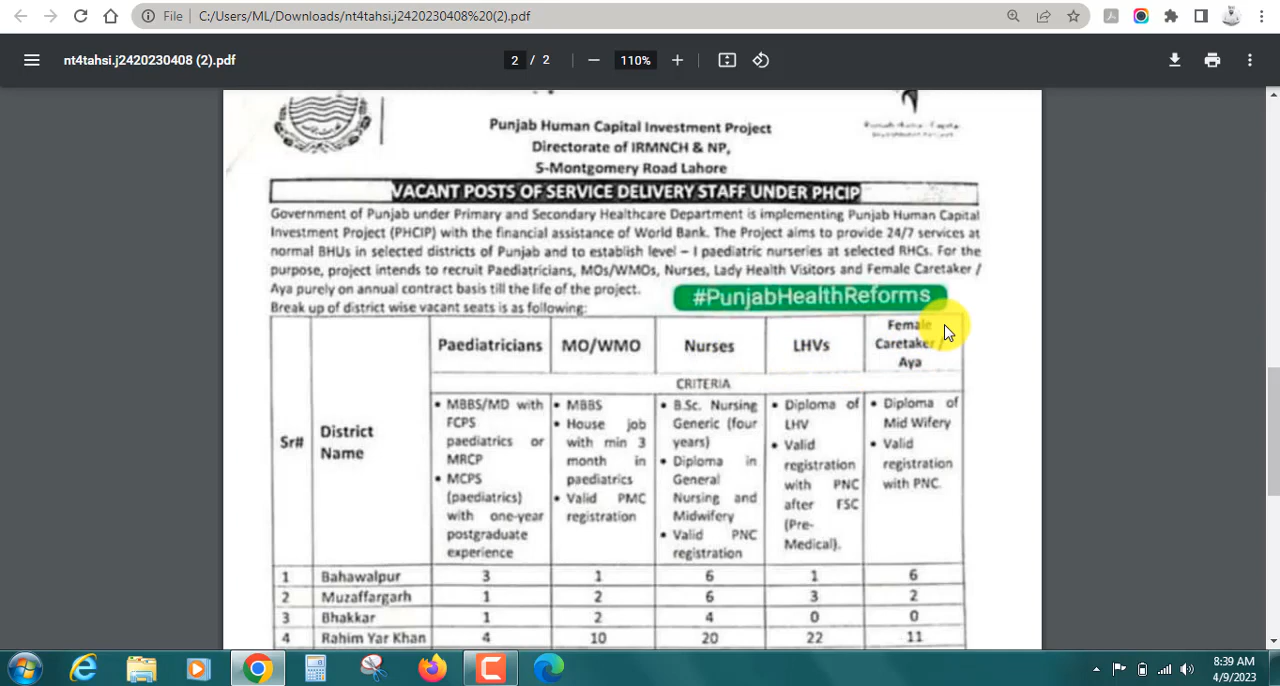 File | C:/Users/ML/Downloads/nt4tahsi.j2420230408%20(2).pdf
nt4tahsi.j2420230408 (2).pdf
2 / 2
110%
Punjab Human Capital Investment Project
Directorate of IRMNCH & NP,
5-Montgomery Road Lahore
VACANT POSTS OF SERVICE DELIVERY STAFF UNDER PHCIP
Government of Punjab under Primary and Secondary Healthcare Department is implementing Punjab Human Capital
Investment Project (PHCIP) with the financial assistance of World Bank. The Project aims to provide 24/7 services at
normal BHUs in selected districts of Punjab and to establish level – I paediatric nurseries at selected RHCs. For the
purpose, project intends to recruit Paediatricians, MOs/WMOs, Nurses, Lady Health Visitors and Female Caretaker /
Aya purely on annual contract basis till the life of the project.
#PunjabHealthReforms
Break up of district wise vacant seats is as following:
Sr#
District
Name
Paediatricians
MO/WMO
Nurses
LHVs
Female
Caretaker /
Aya
CRITERIA
• MBBS/MD with
FCPS
paediatrics or
MRCP
• MCPS
(paediatrics)
with one-year
postgraduate
experience
• MBBS
• House job
with min 3
month in
paediatrics
• Valid PMC
registration
• B.Sc. Nursing
Generic (four
years)
• Diploma in
General
Nursing and
Midwifery
• Valid PNC
registration
• Diploma of
LHV
• Valid
registration
with PNC
after FSC
(Pre-
Medical).
• Diploma of
Mid Wifery
• Valid
registration
with PNC.
1 Bahawalpur 3 1 6 1 6
2 Muzaffargarh 1 2 6 3 2
3 Bhakkar 1 2 4 0 0
4 Rahim Yar Khan 4 10 20 22 11
8:39 AM
4/9/2023